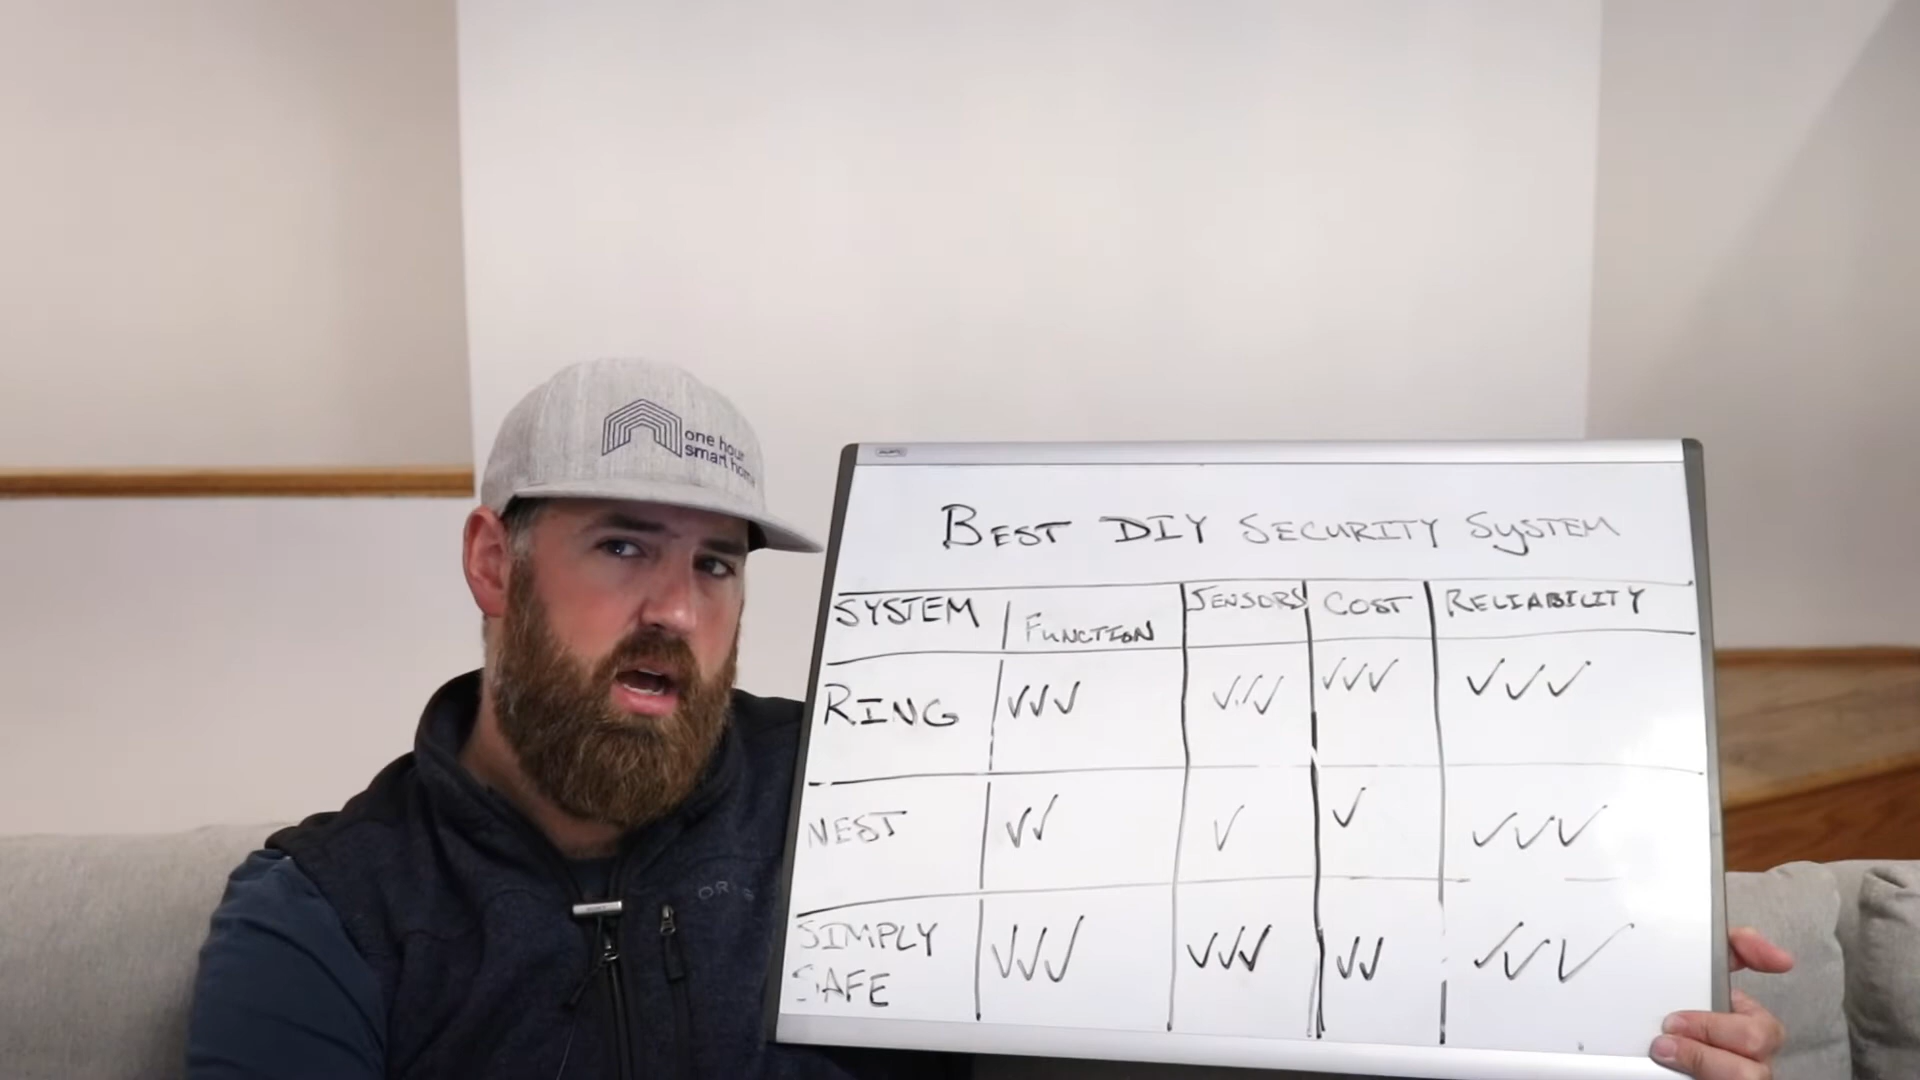 one hour
smart home
BEST DIY SECURITY SYSTEM
SYSTEM FUNCTION SENSORS COST RELIABILITY
RING ✓✓✓ ✓✓✓ ✓✓✓ ✓✓✓
NEST ✓✓ ✓ ✓ ✓✓✓
SIMPLY ✓✓✓ ✓✓✓ ✓✓ ✓✓✓
SAFE